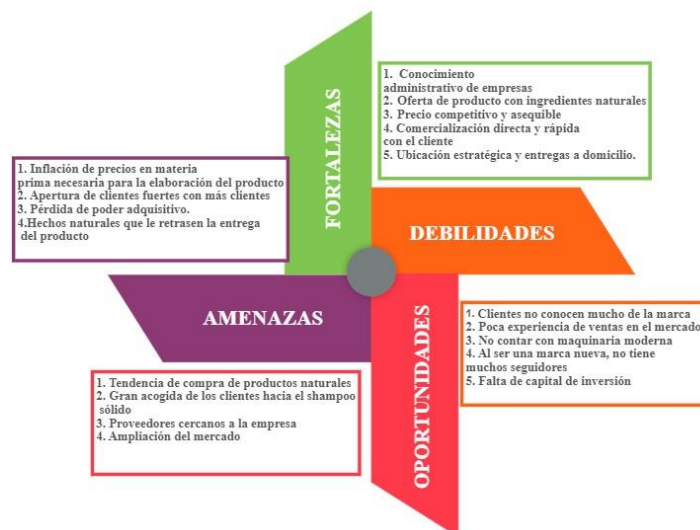 FORTALEZAS
1. Conocimiento
administrativo de empresas
2. Oferta de producto con ingredientes naturales
3. Precio competitivo y asequible
4. Comercialización directa y rápida
con el cliente
5. Ubicación estratégica y entregas a domicilio.
1. Inflación de precios en materia
prima necesaria para la elaboración del producto
2. Apertura de clientes fuertes con más clientes
3. Pérdida de poder adquisitivo.
4.Hechos naturales que le retrasen la entrega
del producto
DEBILIDADES
AMENAZAS
1. Clientes no conocen mucho de la marca
2. Poca experiencia de ventas en el mercado
3. No contar con maquinaria moderna
4. Al ser una marca nueva, no tiene
muchos seguidores
5. Falta de capital de inversión
OPORTUNIDADES
1. Tendencia de compra de productos naturales
2. Gran acogida de los clientes hacia el shampoo
sólido
3. Proveedores cercanos a la empresa
4. Ampliación del mercado